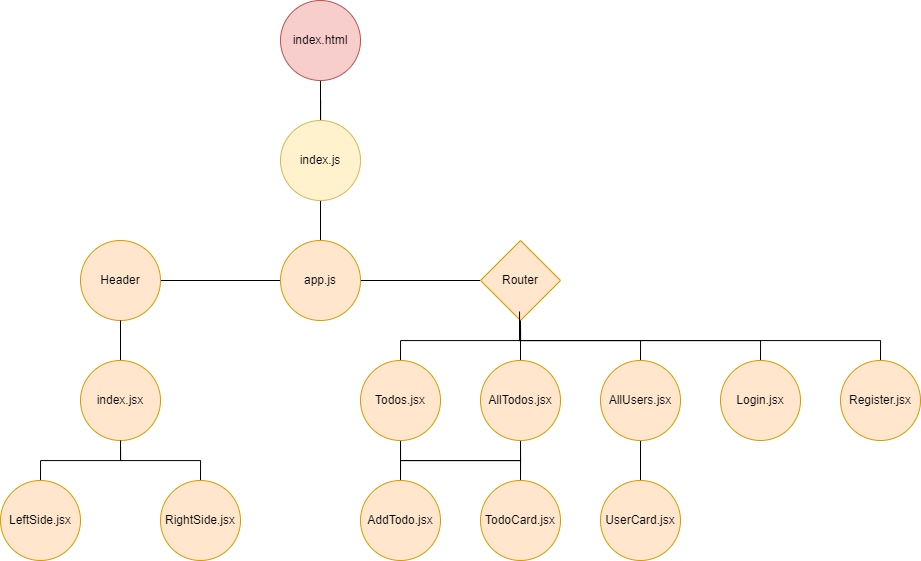 index.html
index.js
Header
app.js
Router
index.jsx
Todos.jsx
AllTodos.jsx
AllUsers.jsx
Login.jsx
Register.jsx
LeftSide.jsx
RightSide.jsx
AddTodo.jsx
TodoCard.jsx
UserCard.jsx